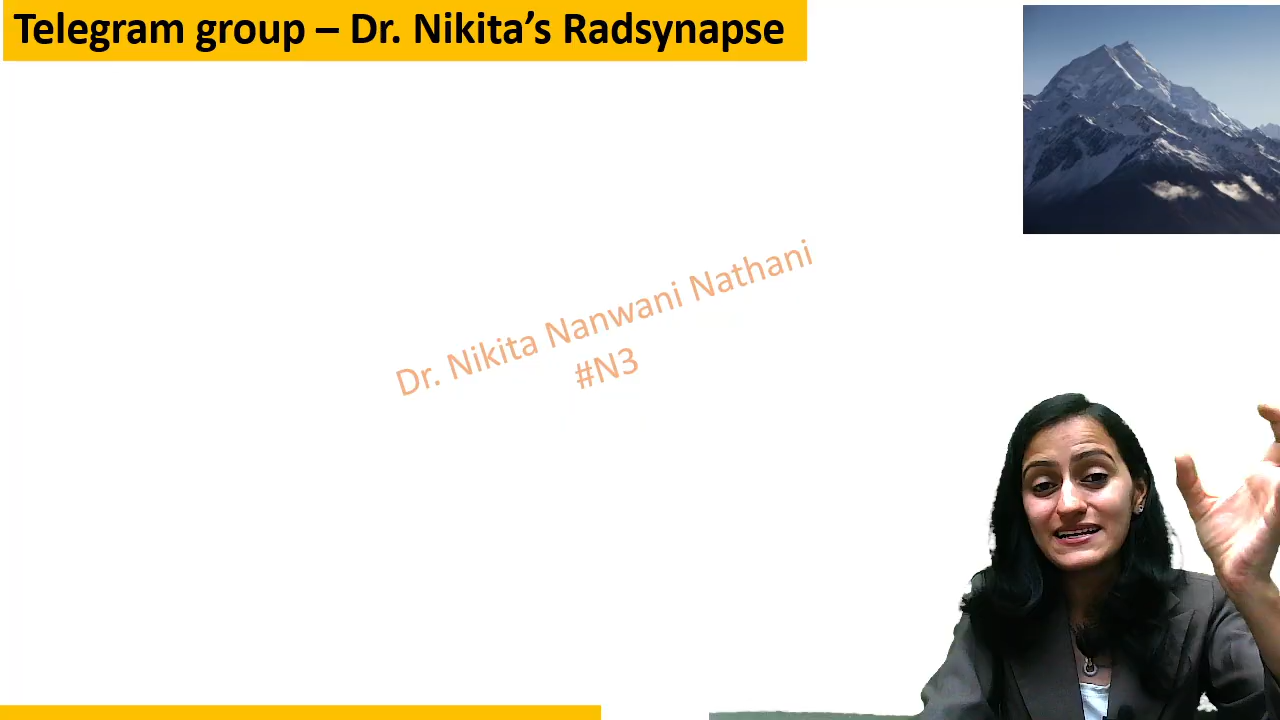 Telegram group – Dr. Nikita’s Radsynapse
Dr. Nikita Nanwani Nathani
#N3